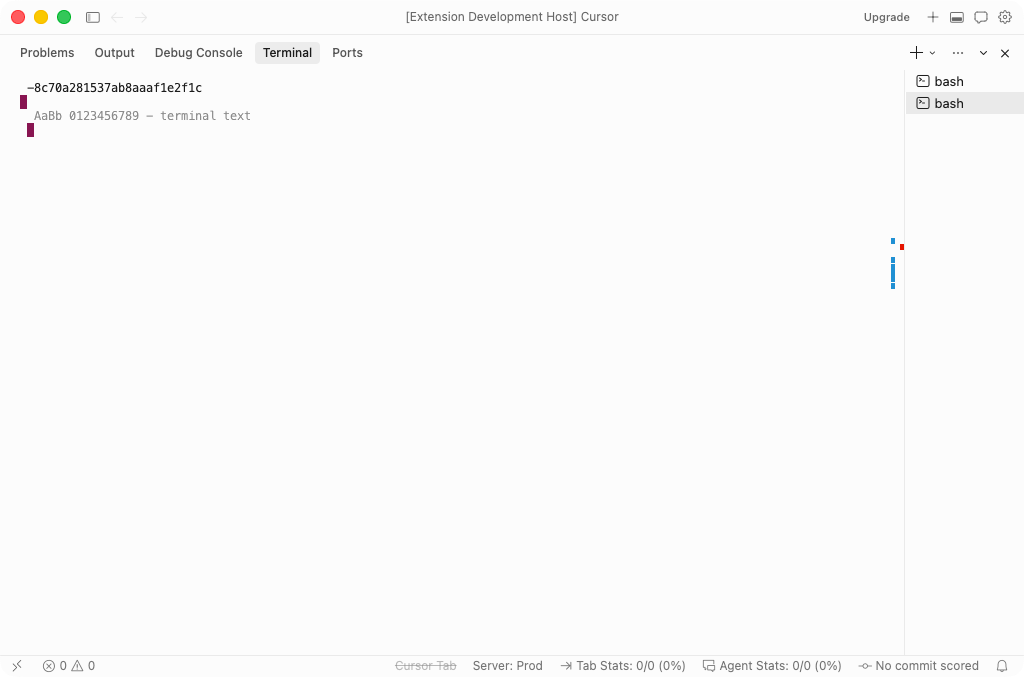 [Extension Development Host] Cursor
Upgrade
Problems Output Debug Console Terminal Ports
-8c70a281537ab8aaaf1e2f1c
AaBb 0123456789 - terminal text
bash
bash
0 0
Cursor Tab Server: Prod Tab Stats: 0/0 (0%) Agent Stats: 0/0 (0%) No commit scored